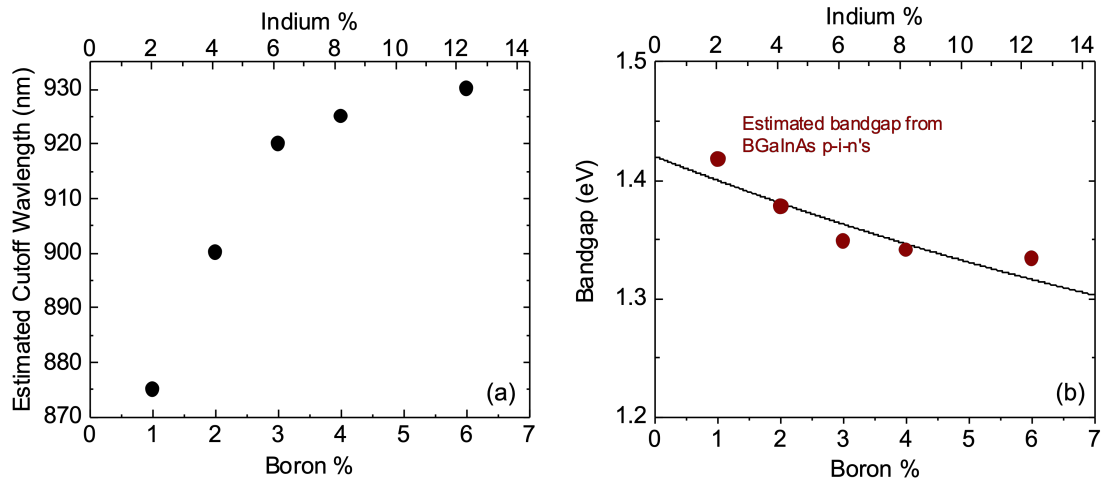 Indium %
0 2 4 6 8 10 12 14
930
920
910
900
890
880
870
Estimated Cutoff Wavlength (nm)
(a)
0 1 2 3 4 5 6 7
Boron %
Indium %
0 2 4 6 8 10 12 14
1.5
1.4
1.3
1.2
Bandgap (eV)
Estimated bandgap from
BGaInAs p-i-n's
(b)
0 1 2 3 4 5 6 7
Boron %